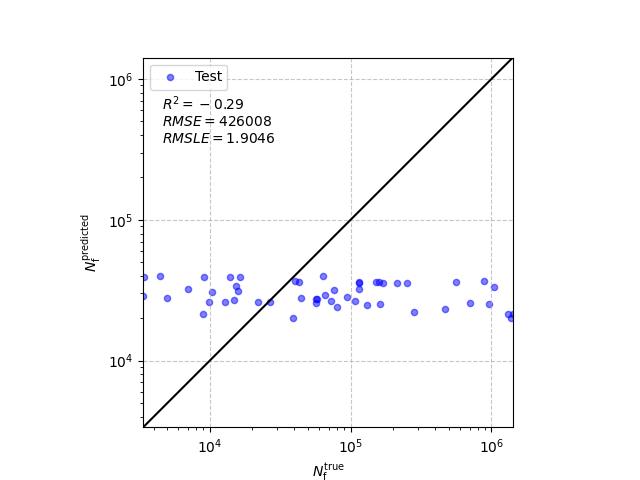 Test
R² = −0.29
RMSE = 426008
RMSLE = 1.9046
10⁶
10⁵
10⁴
N_f^predicted
10⁴ 10⁵ 10⁶
N_f^true